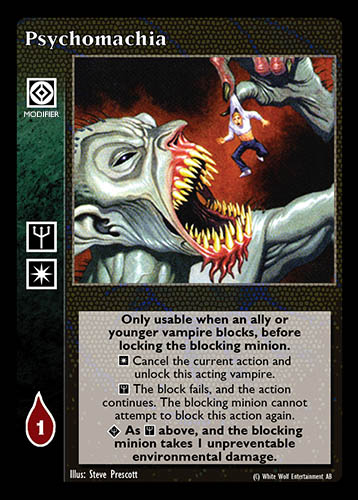 Psychomachia
MODIFIER
Only usable when an ally or
younger vampire blocks, before
locking the blocking minion.
Cancel the current action and
unlock this acting vampire.
The block fails, and the action
continues. The blocking minion cannot
attempt to block this action again.
As above, and the blocking
minion takes 1 unpreventable
environmental damage.
1
Illus: Steve Prescott
(C) White Wolf Entertainment AB